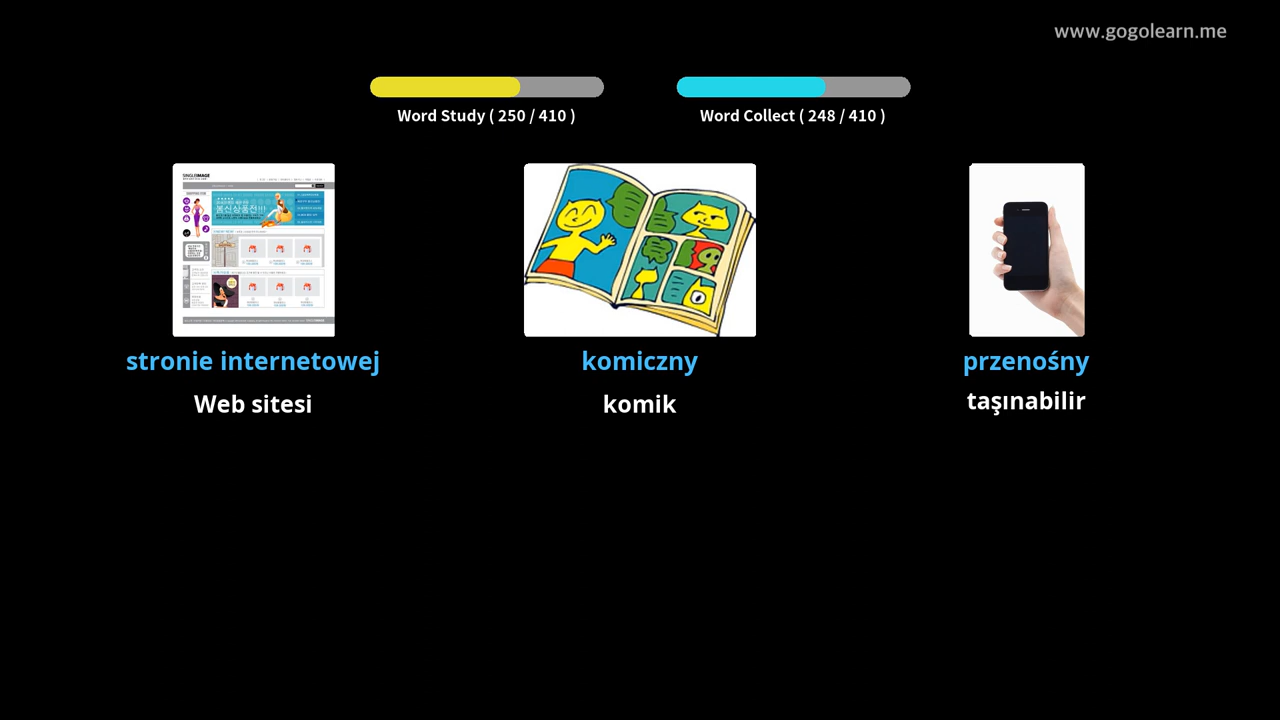 www.gogolearn.me
Word Study ( 250 / 410 )
Word Collect ( 248 / 410 )
stronie internetowej
komiczny
przenośny
Web sitesi
komik
taşınabilir